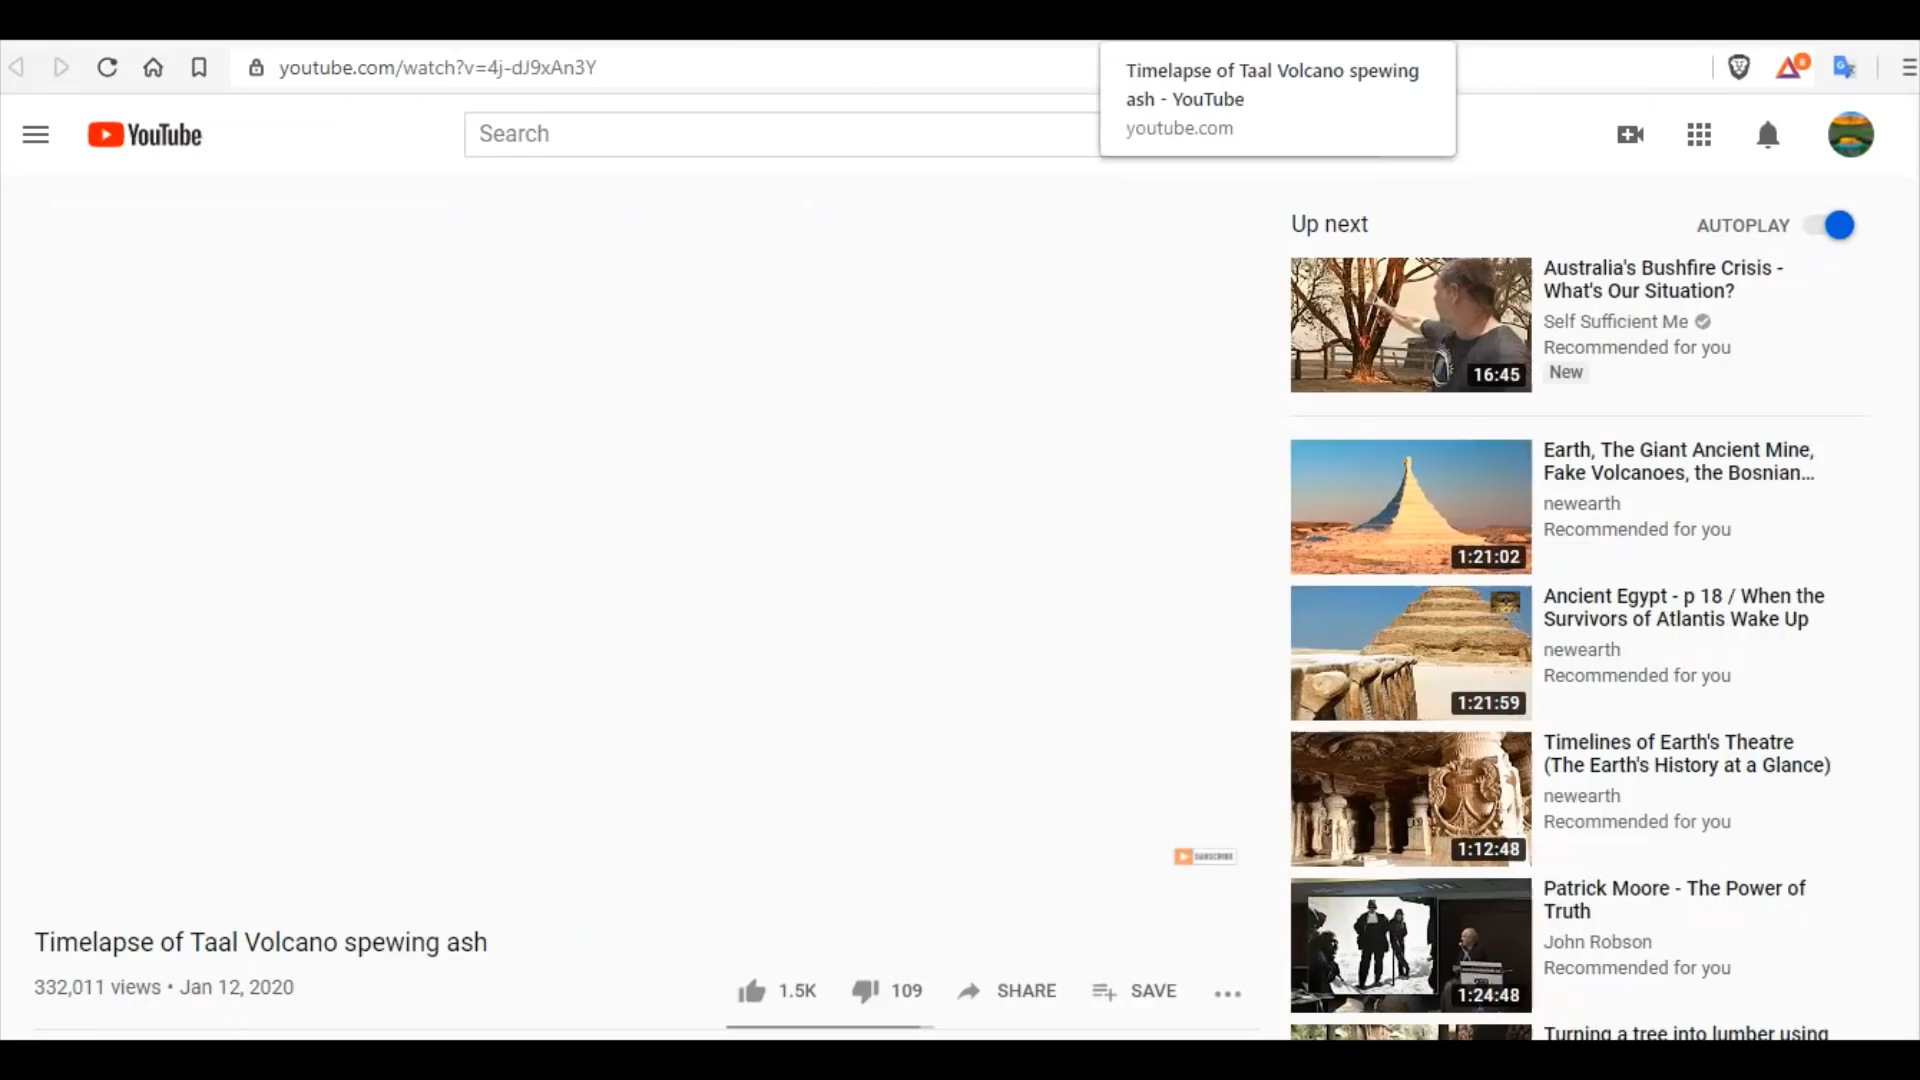 youtube.com/watch?v=4j-dJ9xAn3Y
Timelapse of Taal Volcano spewing
ash - YouTube
youtube.com
8
YouTube
Search
Up next
AUTOPLAY
Australia's Bushfire Crisis -
What's Our Situation?
Self Sufficient Me
Recommended for you
New
16:45
Earth, The Giant Ancient Mine,
Fake Volcanoes, the Bosnian...
newearth
Recommended for you
1:21:02
Ancient Egypt - p 18 / When the
Survivors of Atlantis Wake Up
newearth
Recommended for you
1:21:59
Timelines of Earth's Theatre
(The Earth's History at a Glance)
newearth
Recommended for you
1:12:48
SUBSCRIBE
Patrick Moore - The Power of
Truth
John Robson
Recommended for you
1:24:48
Turning a tree into lumber using
Timelapse of Taal Volcano spewing ash
332,011 views • Jan 12, 2020
1.5K
109
SHARE
SAVE